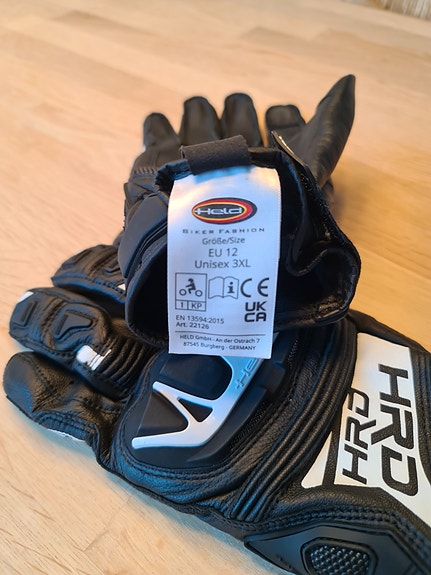 Held
BIKER FASHION
Größe/Size
EU 12
Unisex 3XL
i CE
1 KP
UK
CA
EN 13594:2015
Art. 22126
HELD GmbH - An der Ostrach 7
87545 Burgberg - GERMANY
HRD
HRD